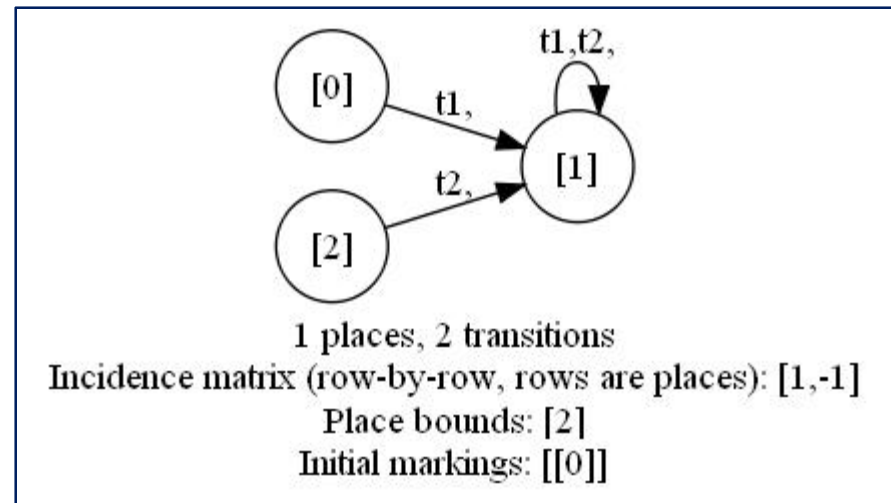 t1,t2,
[0]
t1,
[1]
t2,
[2]
1 places, 2 transitions
Incidence matrix (row-by-row, rows are places): [1,-1]
Place bounds: [2]
Initial markings: [[0]]